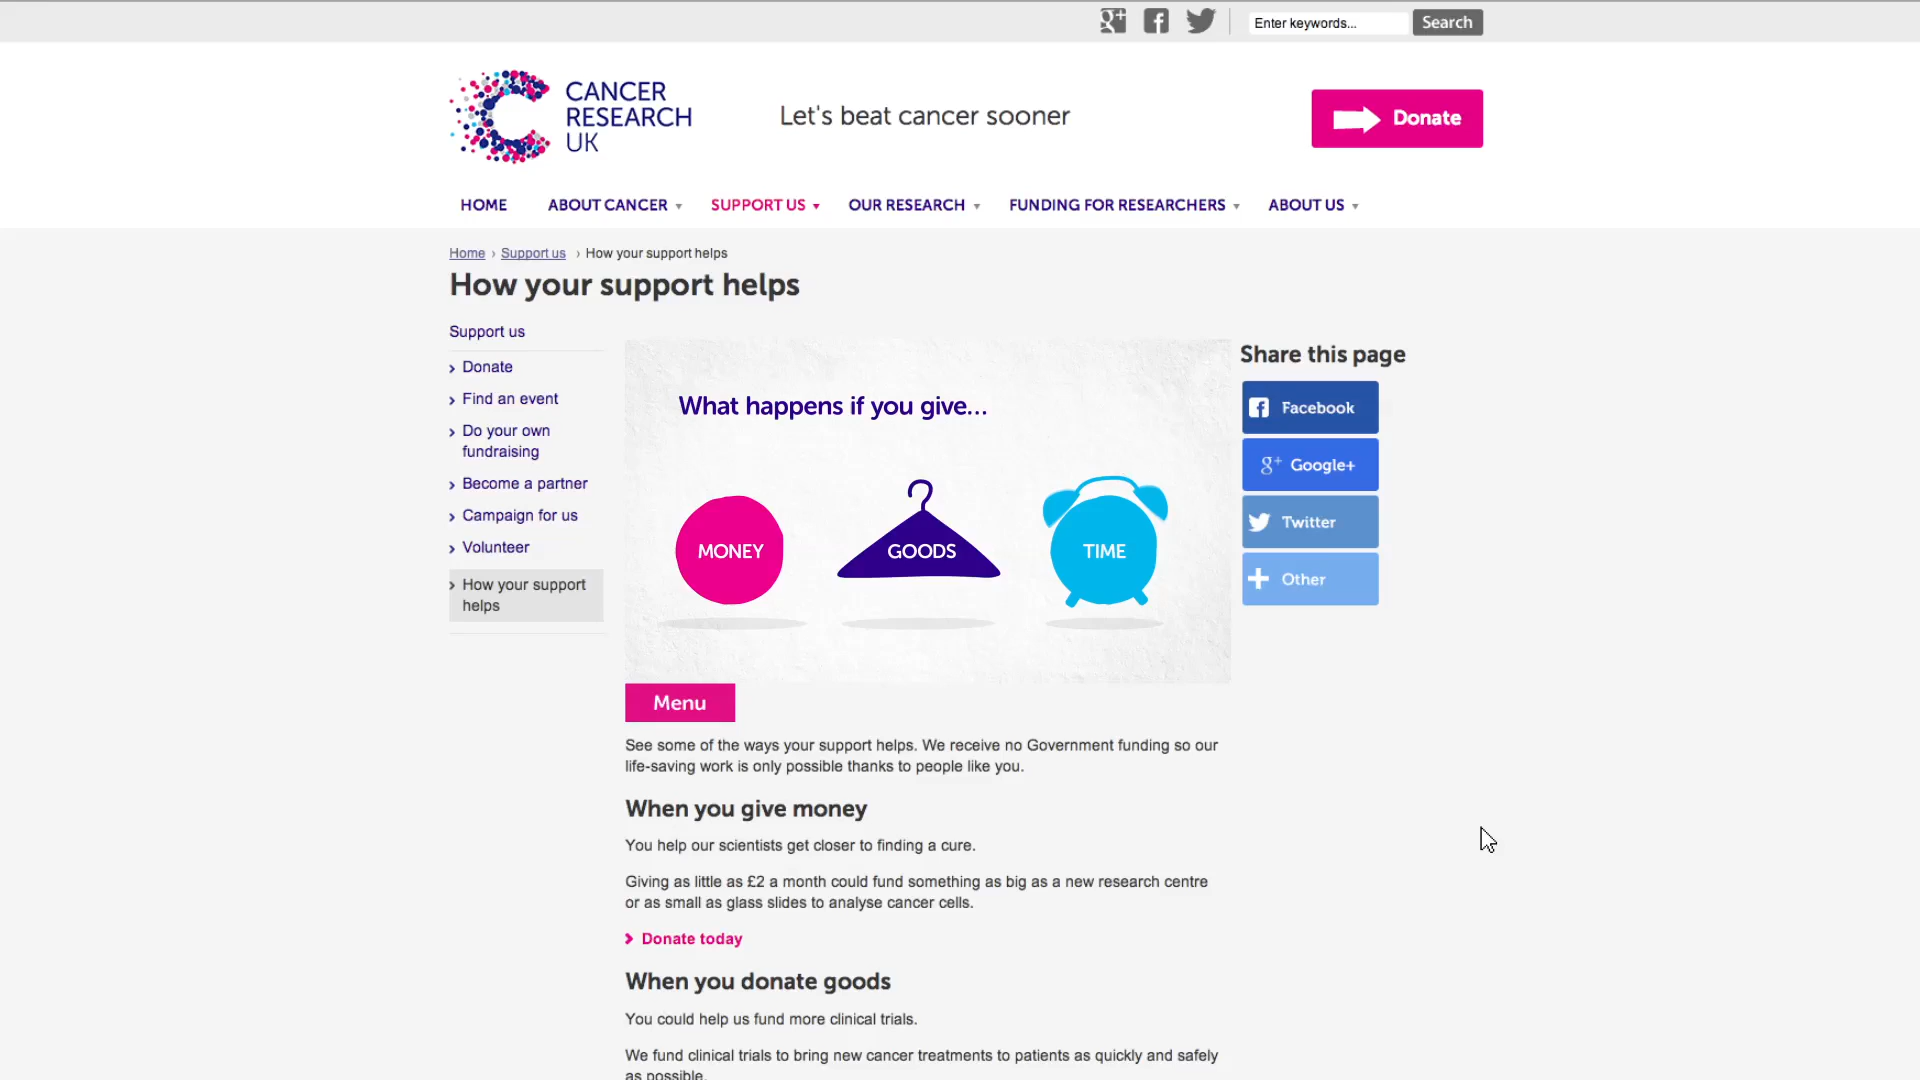 Enter keywords...
Search
CANCER
RESEARCH
UK
Let's beat cancer sooner
Donate
HOME
ABOUT CANCER
SUPPORT US
OUR RESEARCH
FUNDING FOR RESEARCHERS
ABOUT US
Home › Support us › How your support helps
How your support helps
Support us
Donate
Find an event
Do your own
fundraising
Become a partner
Campaign for us
Volunteer
How your support
helps
What happens if you give...
MONEY
GOODS
TIME
Menu
Share this page
Facebook
g+ Google+
Twitter
Other
See some of the ways your support helps. We receive no Government funding so our
life-saving work is only possible thanks to people like you.
When you give money
You help our scientists get closer to finding a cure.
Giving as little as £2 a month could fund something as big as a new research centre
or as small as glass slides to analyse cancer cells.
Donate today
When you donate goods
You could help us fund more clinical trials.
We fund clinical trials to bring new cancer treatments to patients as quickly and safely
as possible.